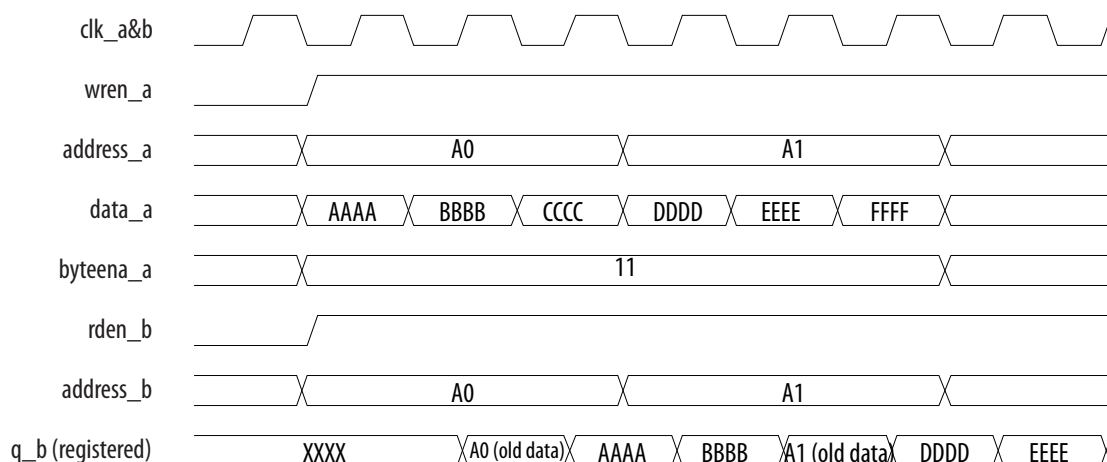 clk_a&b
wren_a
address_a A0 A1
data_a AAAA BBBB CCCC DDDD EEEE FFFF
byteena_a 11
rden_b
address_b A0 A1
q_b (registered) XXXX A0 (old data) AAAA BBBB A1 (old data) DDDD EEEE